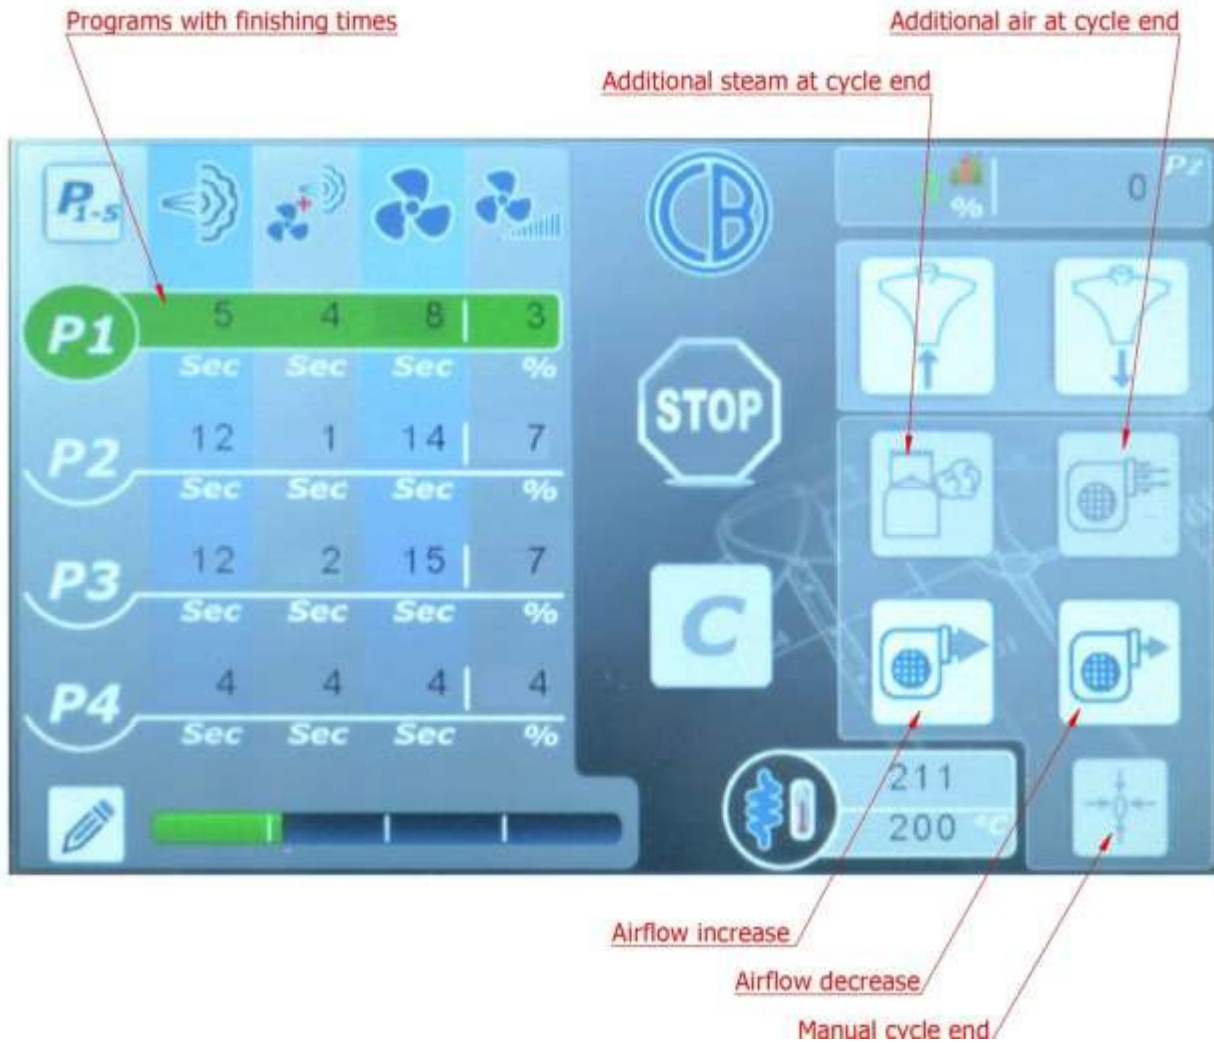 Programs with finishing times
Additional air at cycle end
Additional steam at cycle end
P1-5
CB
%
0
P2
P1
5 4 8 3
Sec Sec Sec %
P2
12 1 14 7
Sec Sec Sec %
STOP
P3
12 2 15 7
Sec Sec Sec %
C
P4
4 4 4 4
Sec Sec Sec %
211
200 °C
Airflow increase
Airflow decrease
Manual cycle end